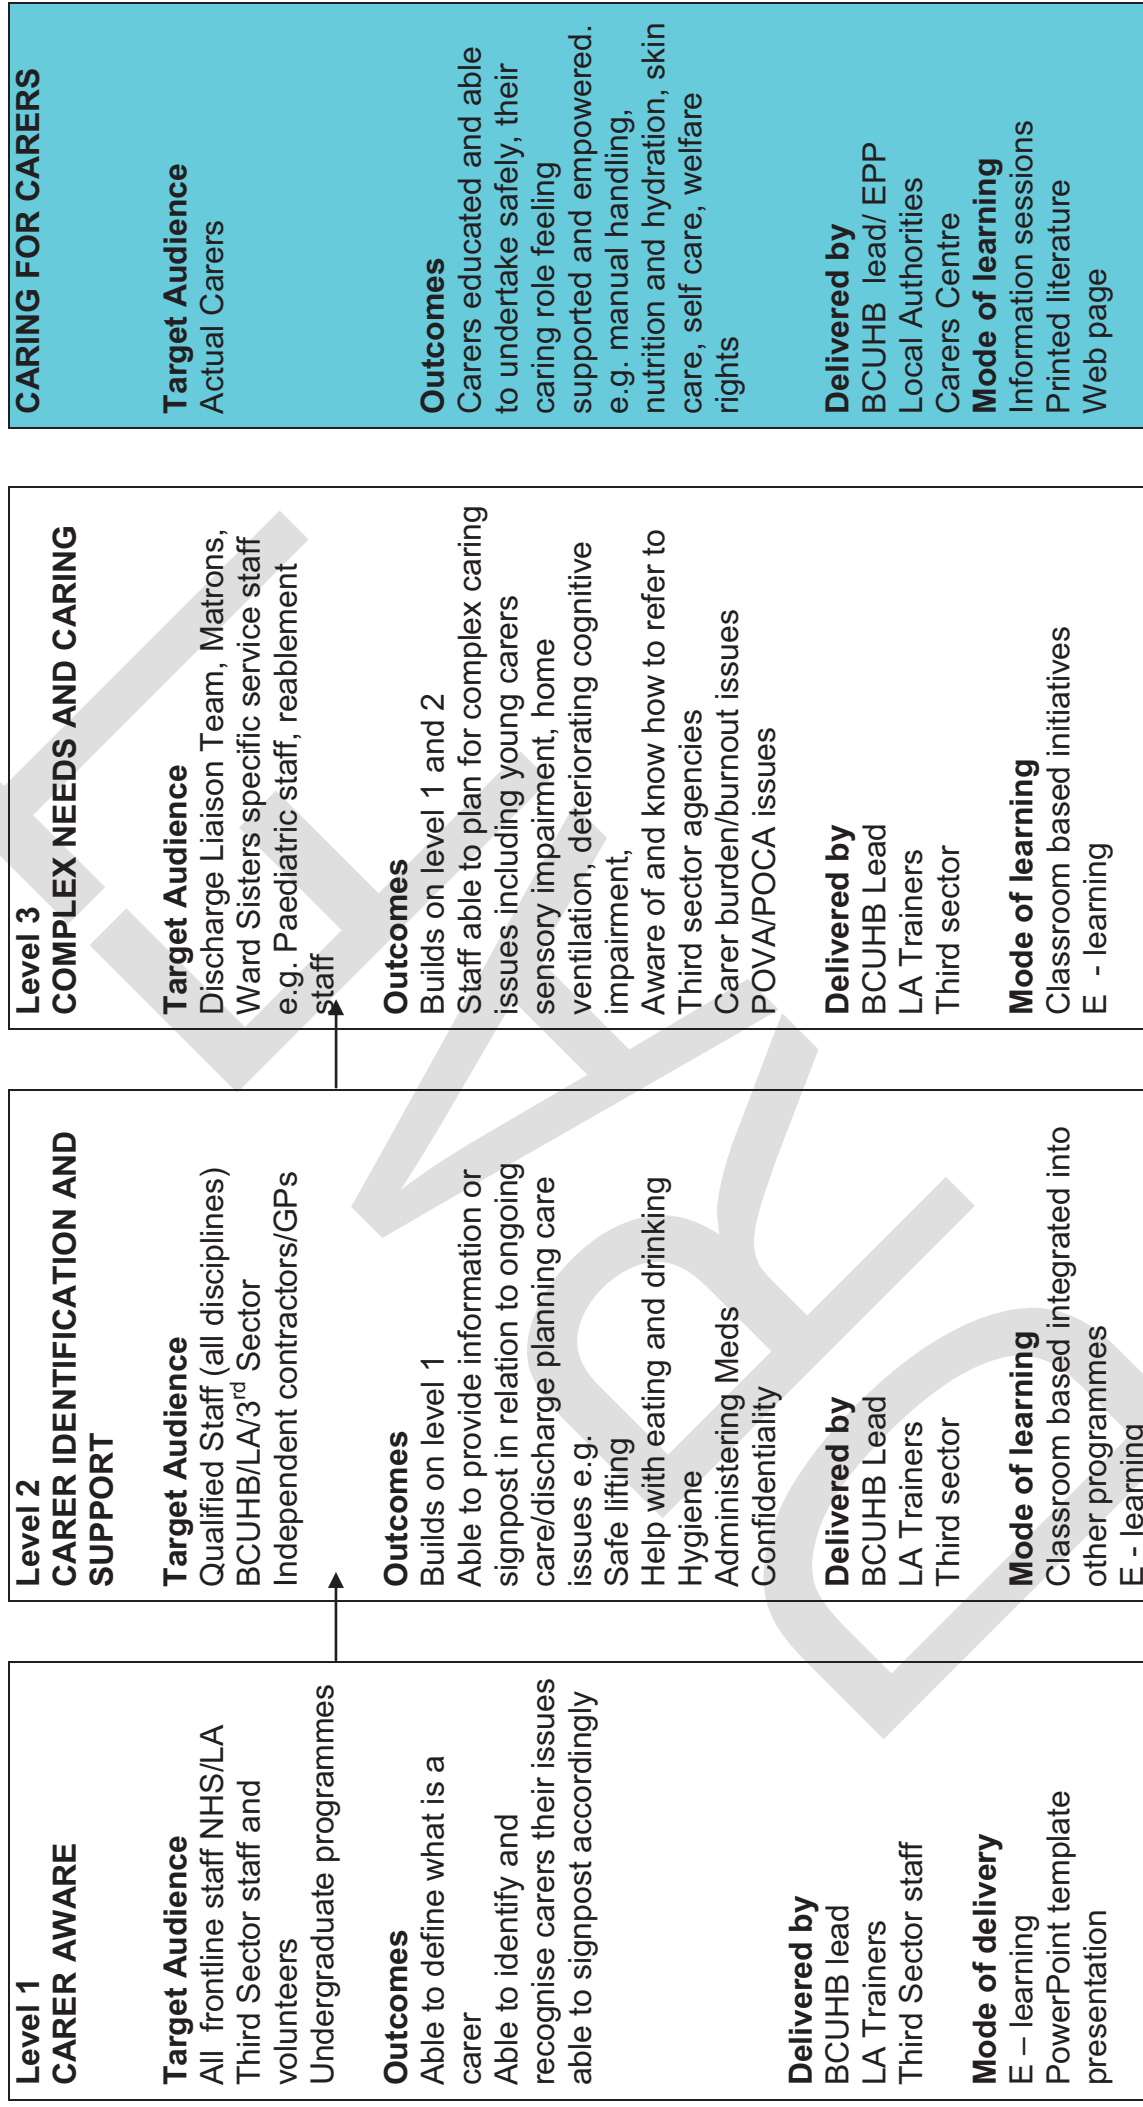 Level 1
CARER AWARE
Target Audience
All frontline staff NHS/LA
Third Sector staff and
volunteers
Undergraduate programmes
Outcomes
Able to define what is a
carer
Able to identify and
recognise carers their issues
able to signpost accordingly
Delivered by
BCUHB lead
LA Trainers
Third Sector staff
Mode of delivery
E – learning
PowerPoint template
presentation
Level 2
CARER IDENTIFICATION AND
SUPPORT
Target Audience
Qualified Staff (all disciplines)
BCUHB/LA/3rd Sector
Independent contractors/GPs
Outcomes
Builds on level 1
Able to provide information or
signpost in relation to ongoing
care/discharge planning care
issues e.g.
Safe lifting
Help with eating and drinking
Hygiene
Administering Meds
Confidentiality
Delivered by
BCUHB Lead
LA Trainers
Third sector
Mode of learning
Classroom based integrated into
other programmes
E - learning
Level 3
COMPLEX NEEDS AND CARING
Target Audience
Discharge Liaison Team, Matrons,
Ward Sisters specific service staff
e.g. Paediatric staff, reablement
staff
Outcomes
Builds on level 1 and 2
Staff able to plan for complex caring
issues including young carers
sensory impairment, home
ventilation, deteriorating cognitive
impairment,
Aware of and know how to refer to
Third sector agencies
Carer burden/burnout issues
POVA/POCA issues
Delivered by
BCUHB Lead
LA Trainers
Third sector
Mode of learning
Classroom based initiatives
E - learning
CARING FOR CARERS
Target Audience
Actual Carers
Outcomes
Carers educated and able
to undertake safely, their
caring role feeling
supported and empowered.
e.g. manual handling,
nutrition and hydration, skin
care, self care, welfare
rights
Delivered by
BCUHB lead/ EPP
Local Authorities
Carers Centre
Mode of learning
Information sessions
Printed literature
Web page
DRAFT